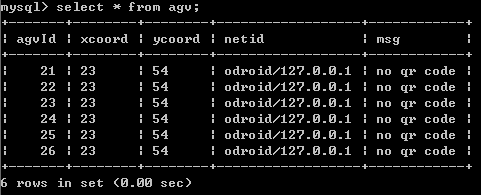 mysql> select * from agv;
+-------+--------+--------+------------------+------------+
| agvId | xcoord | ycoord | netid            | msg        |
+-------+--------+--------+------------------+------------+
|    21 | 23     | 54     | odroid/127.0.0.1 | no qr code |
|    22 | 23     | 54     | odroid/127.0.0.1 | no qr code |
|    23 | 23     | 54     | odroid/127.0.0.1 | no qr code |
|    24 | 23     | 54     | odroid/127.0.0.1 | no qr code |
|    25 | 23     | 54     | odroid/127.0.0.1 | no qr code |
|    26 | 23     | 54     | odroid/127.0.0.1 | no qr code |
+-------+--------+--------+------------------+------------+
6 rows in set (0.00 sec)